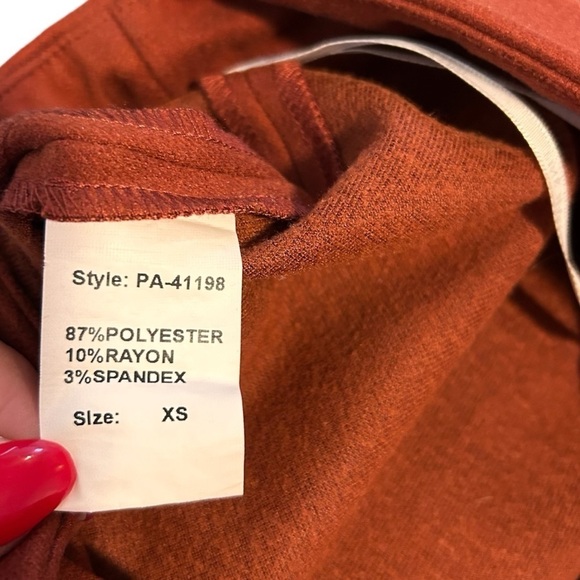 Style: PA-41198
87%POLYESTER
10%RAYON
3%SPANDEX
Size: XS